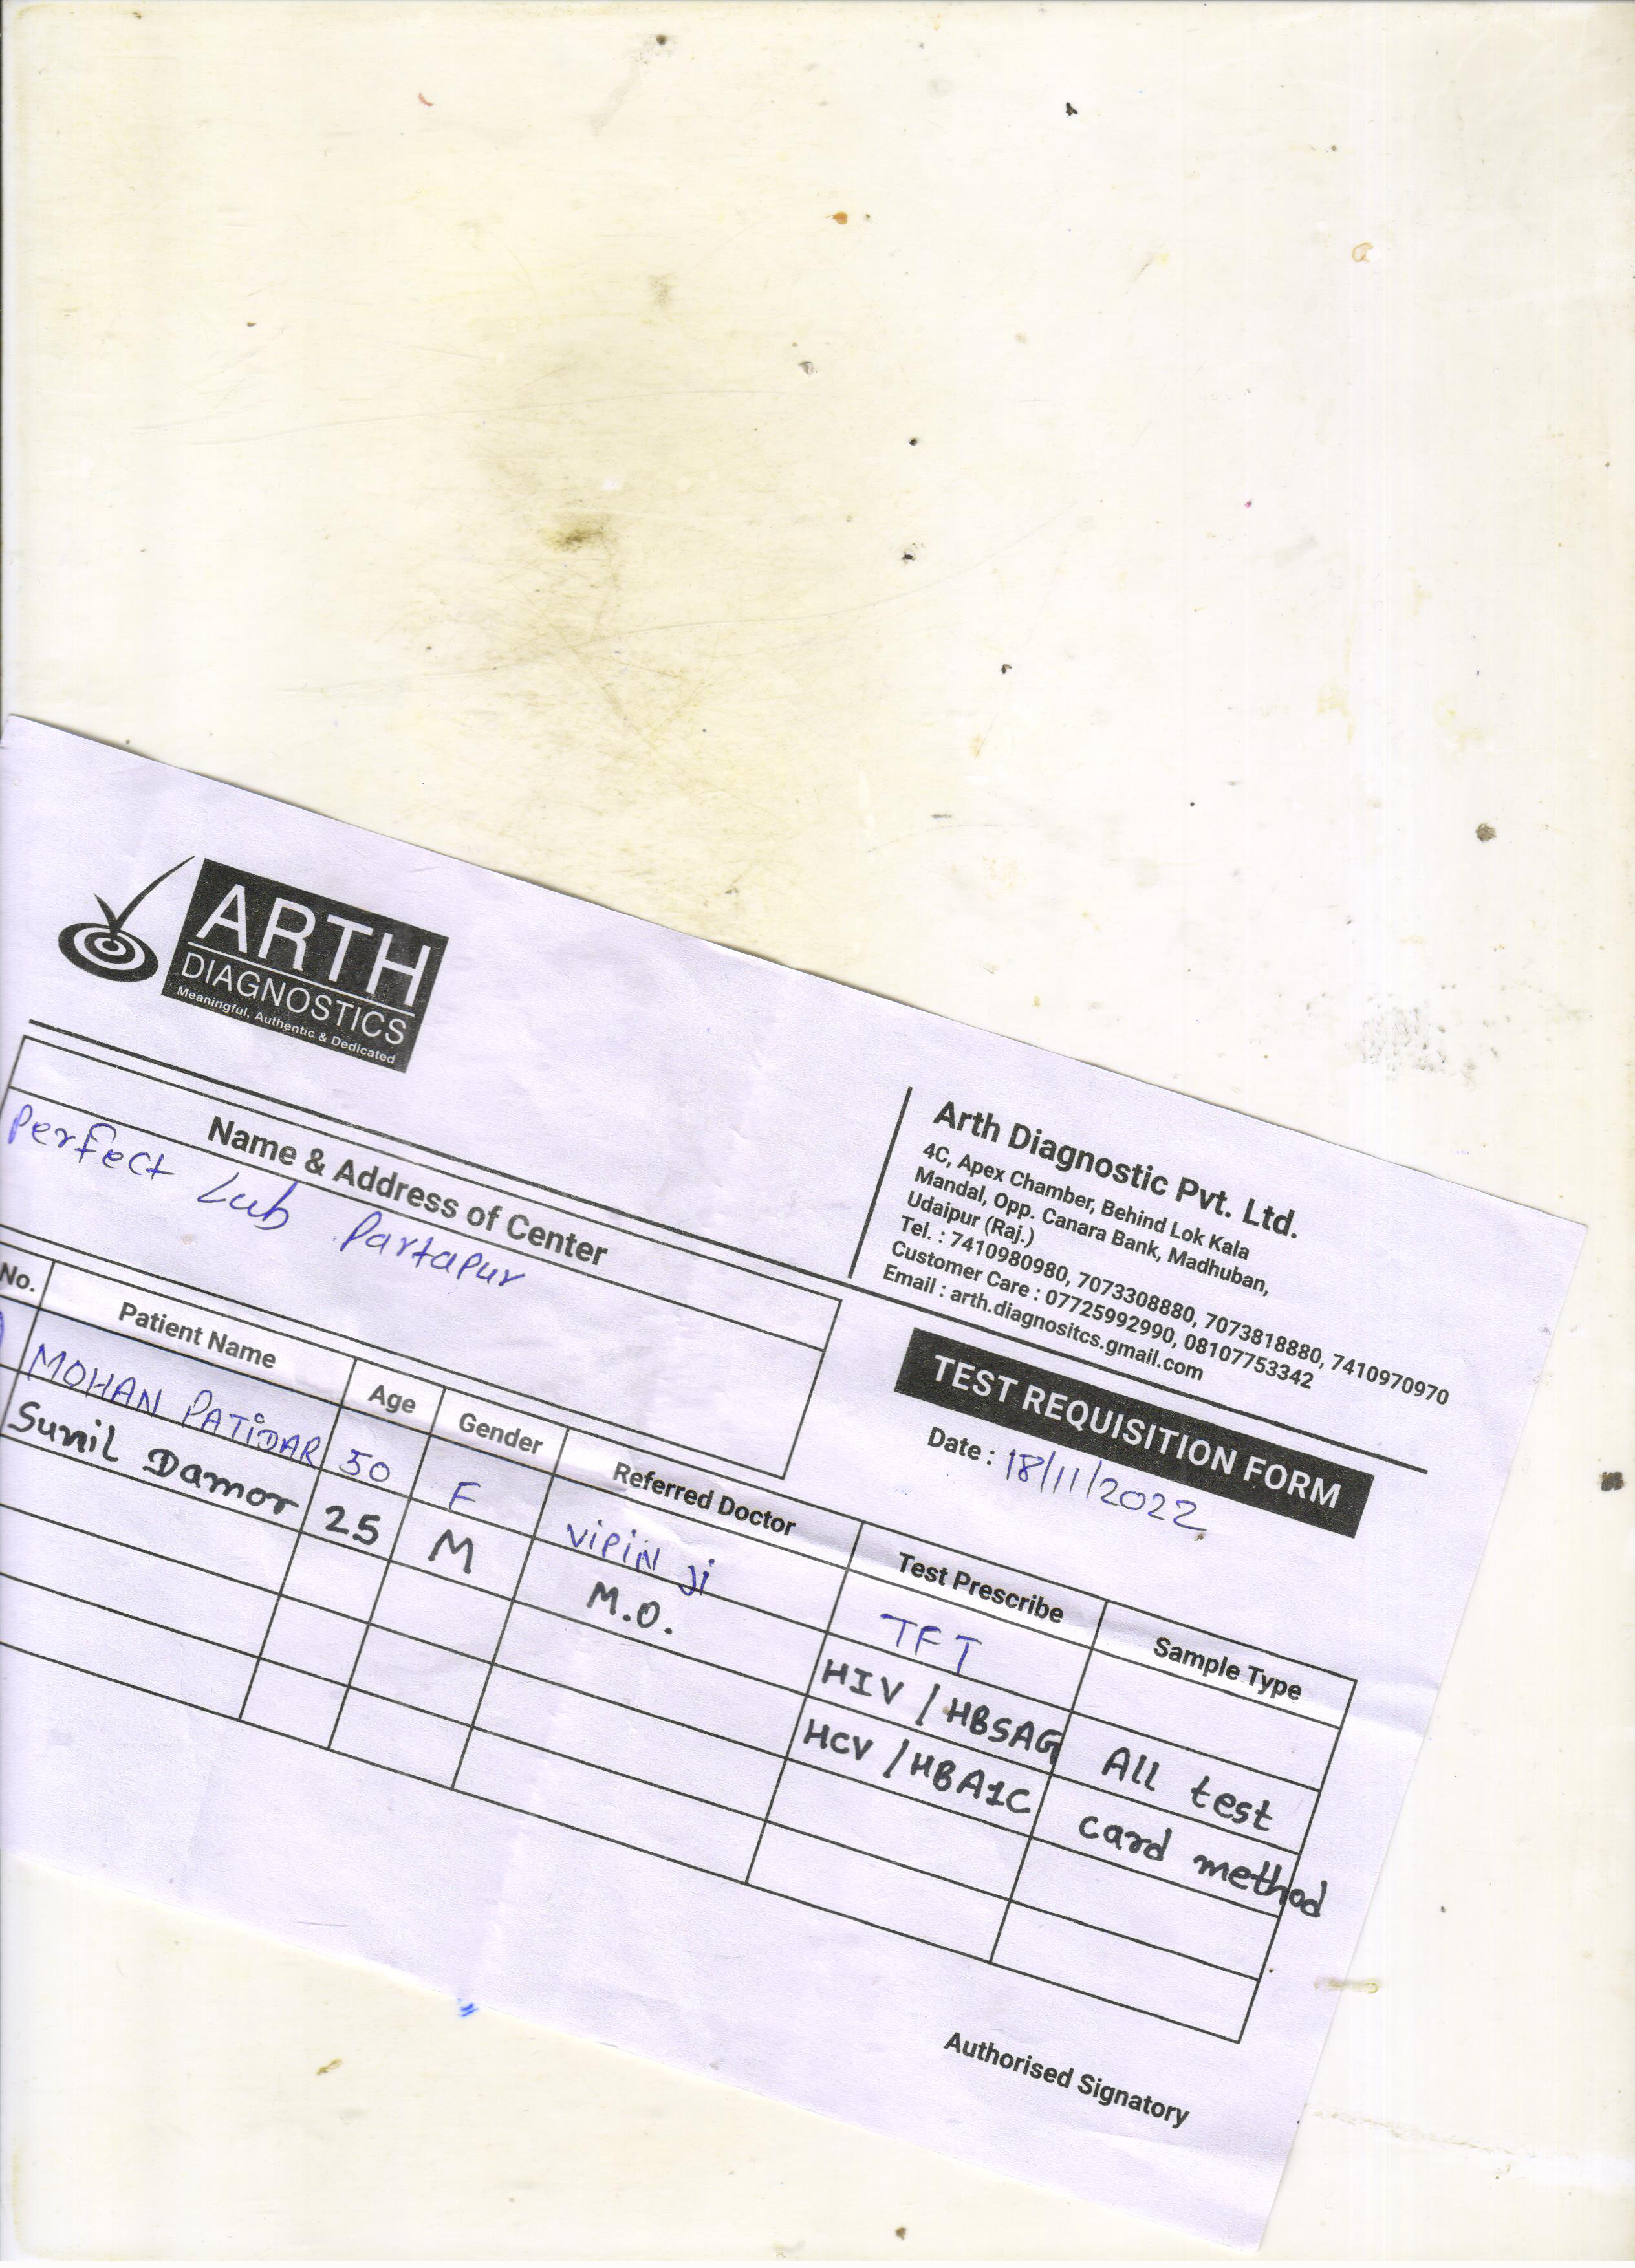 ARTH
DIAGNOSTICS
Meaningful, Authentic & Dedicated
Arth Diagnostic Pvt. Ltd.
4C, Apex Chamber, Behind Lok Kala
Mandal, Opp. Canara Bank, Madhuban,
Udaipur (Raj.)
Tel. : 7410980980, 7073308880, 7073818880, 7410970970
Customer Care : 07725992990, 08107753342
Email : arth.diagnositcs.gmail.com
Name & Address of Center
Perfect Lab Partapur
TEST REQUISITION FORM
Date : 18/11/2022
No. Patient Name Age Gender Referred Doctor Test Prescribe Sample Type
MOHAN PATiDAR 50 F ViPiN Ji TFT
Sunil Damor 25 M M.O. HIV / HBSAG All test
HCV / HBA1C card method
Authorised Signatory